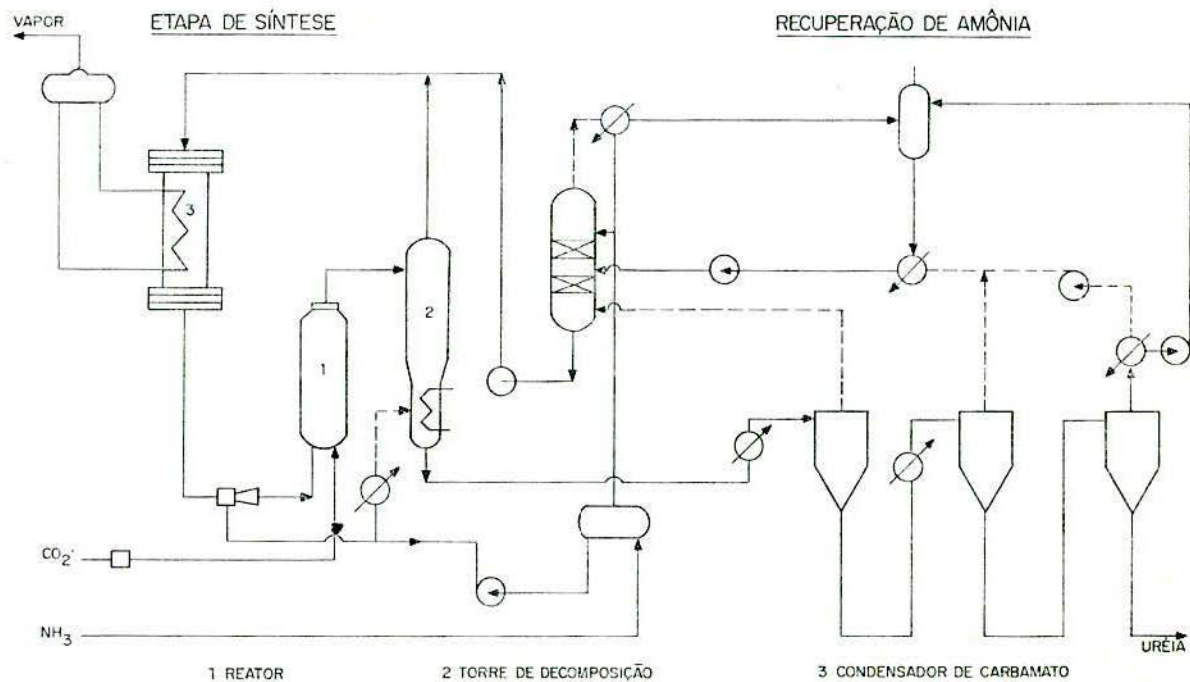 ETAPA DE SÍNTESE
RECUPERAÇÃO DE AMÔNIA
VAPOR
3
2
1
CO2
NH3
URÉIA
1 REATOR
2 TORRE DE DECOMPOSIÇÃO
3 CONDENSADOR DE CARBAMATO